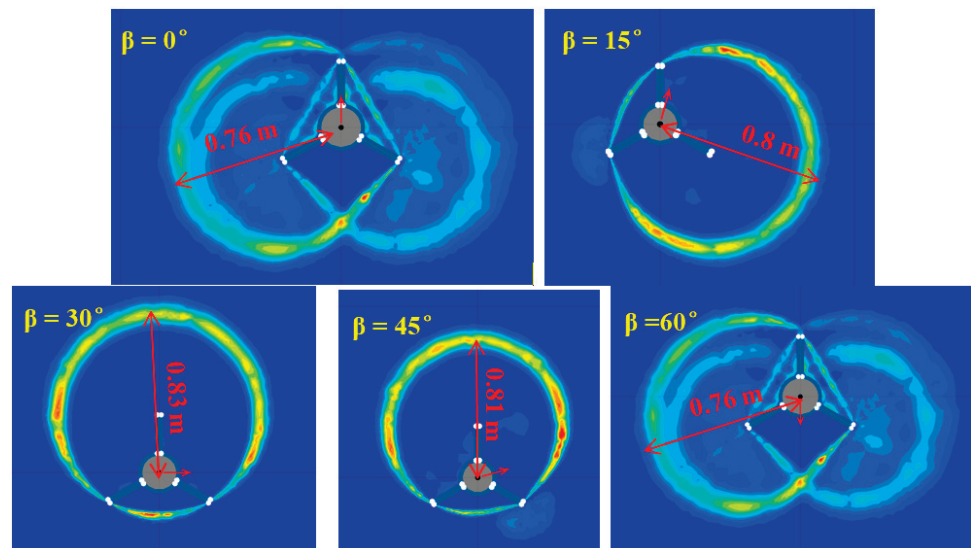 β = 0°
0.76 m
β = 15°
0.8 m
β = 30°
0.83 m
β = 45°
0.81 m
β =60°
0.76 m